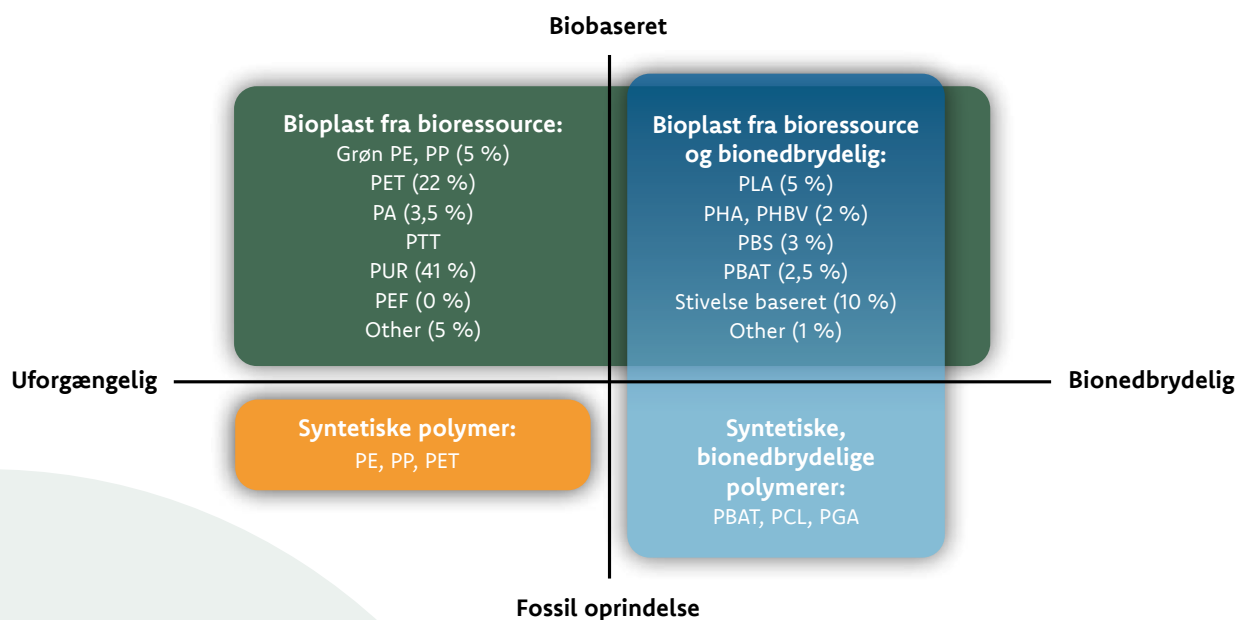 Biobaseret
Bioplast fra bioressource:
Grøn PE, PP (5 %)
PET (22 %)
PA (3,5 %)
PTT
PUR (41 %)
PEF (0 %)
Other (5 %)
Bioplast fra bioressource
og bionedbrydelig:
PLA (5 %)
PHA, PHBV (2 %)
PBS (3 %)
PBAT (2,5 %)
Stivelse baseret (10 %)
Other (1 %)
Uforgængelig
Bionedbrydelig
Syntetiske polymer:
PE, PP, PET
Syntetiske,
bionedbrydelige
polymerer:
PBAT, PCL, PGA
Fossil oprindelse